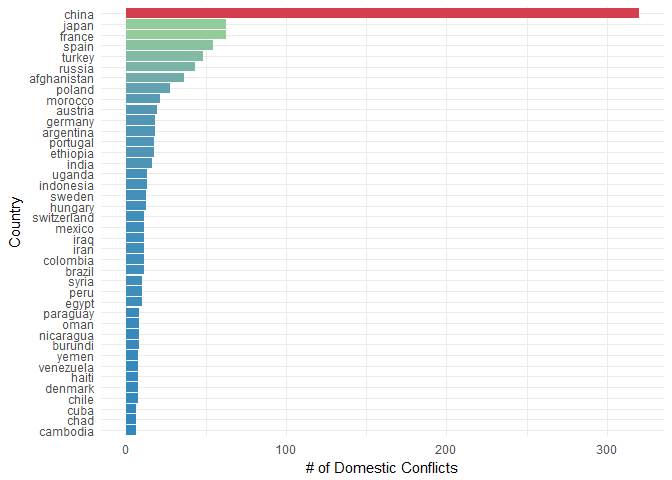 china
japan
france
spain
turkey
russia
afghanistan
poland
morocco
austria
germany
argentina
portugal
ethiopia
india
uganda
indonesia
sweden
hungary
switzerland
mexico
iraq
iran
colombia
brazil
syria
peru
egypt
paraguay
oman
nicaragua
burundi
yemen
venezuela
haiti
denmark
chile
cuba
chad
cambodia
Country
0 100 200 300
# of Domestic Conflicts